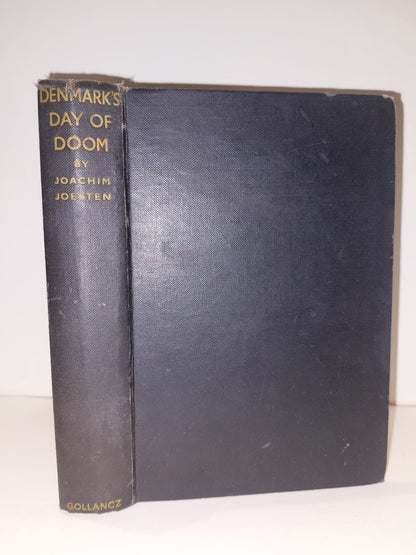 DENMARK'S
DAY OF
DOOM
BY
JOACHIM
JOESTEN
GOLLANCZ